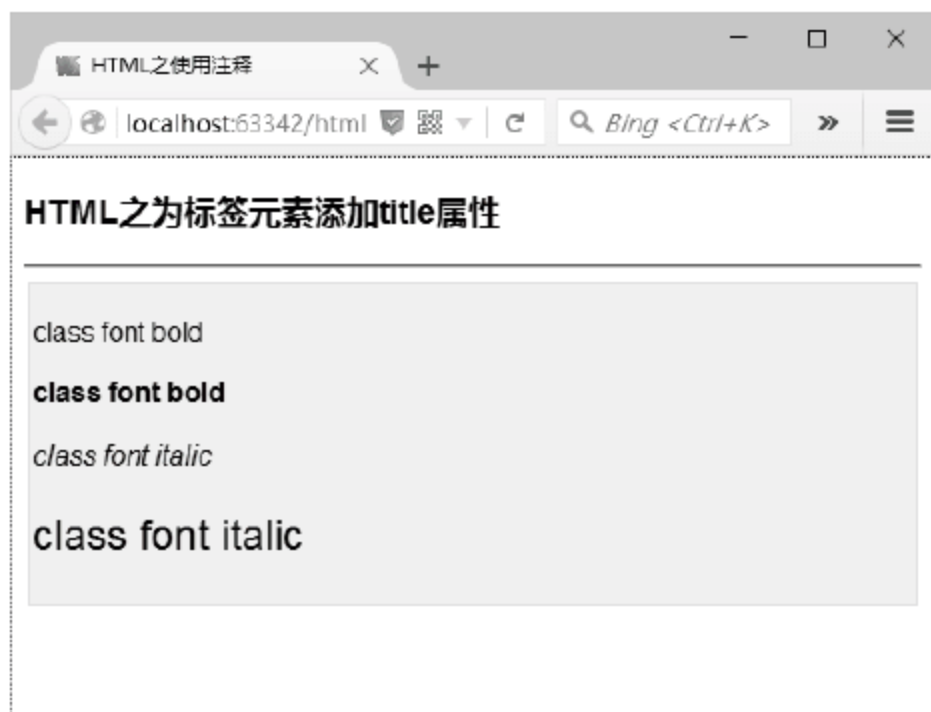 HTML之使用注释
localhost:63342/html
Bing <Ctrl+K>
HTML之为标签元素添加title属性
class font bold
class font bold
class font italic
class font italic